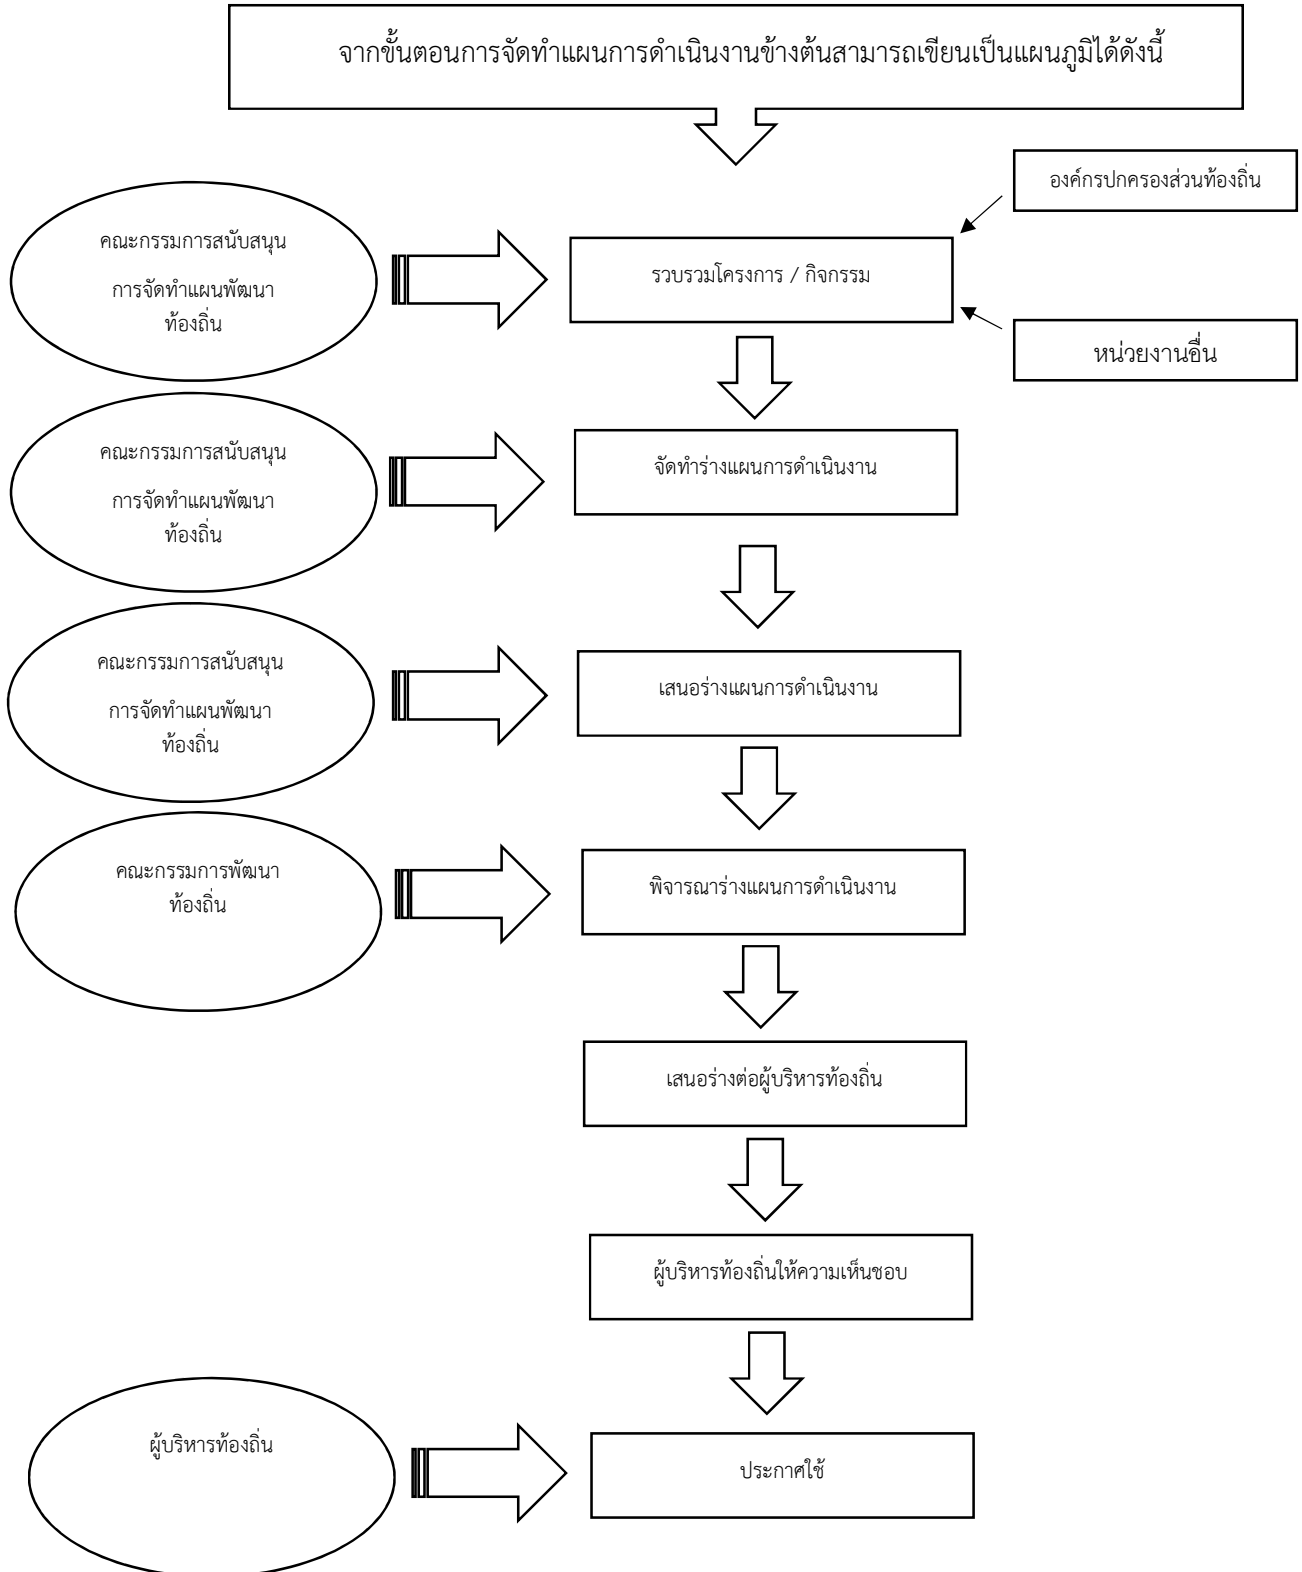 จากขั้นตอนการจัดทำแผนการดำเนินงานข้างต้นสามารถเขียนเป็นแผนภูมิได้ดังนี้
องค์กรปกครองส่วนท้องถิ่น
คณะกรรมการสนับสนุน
การจัดทำแผนพัฒนา
ท้องถิ่น
รวบรวมโครงการ / กิจกรรม
หน่วยงานอื่น
คณะกรรมการสนับสนุน
การจัดทำแผนพัฒนา
ท้องถิ่น
จัดทำร่างแผนการดำเนินงาน
คณะกรรมการสนับสนุน
การจัดทำแผนพัฒนา
ท้องถิ่น
เสนอร่างแผนการดำเนินงาน
คณะกรรมการพัฒนา
ท้องถิ่น
พิจารณาร่างแผนการดำเนินงาน
เสนอร่างต่อผู้บริหารท้องถิ่น
ผู้บริหารท้องถิ่นให้ความเห็นชอบ
ผู้บริหารท้องถิ่น
ประกาศใช้